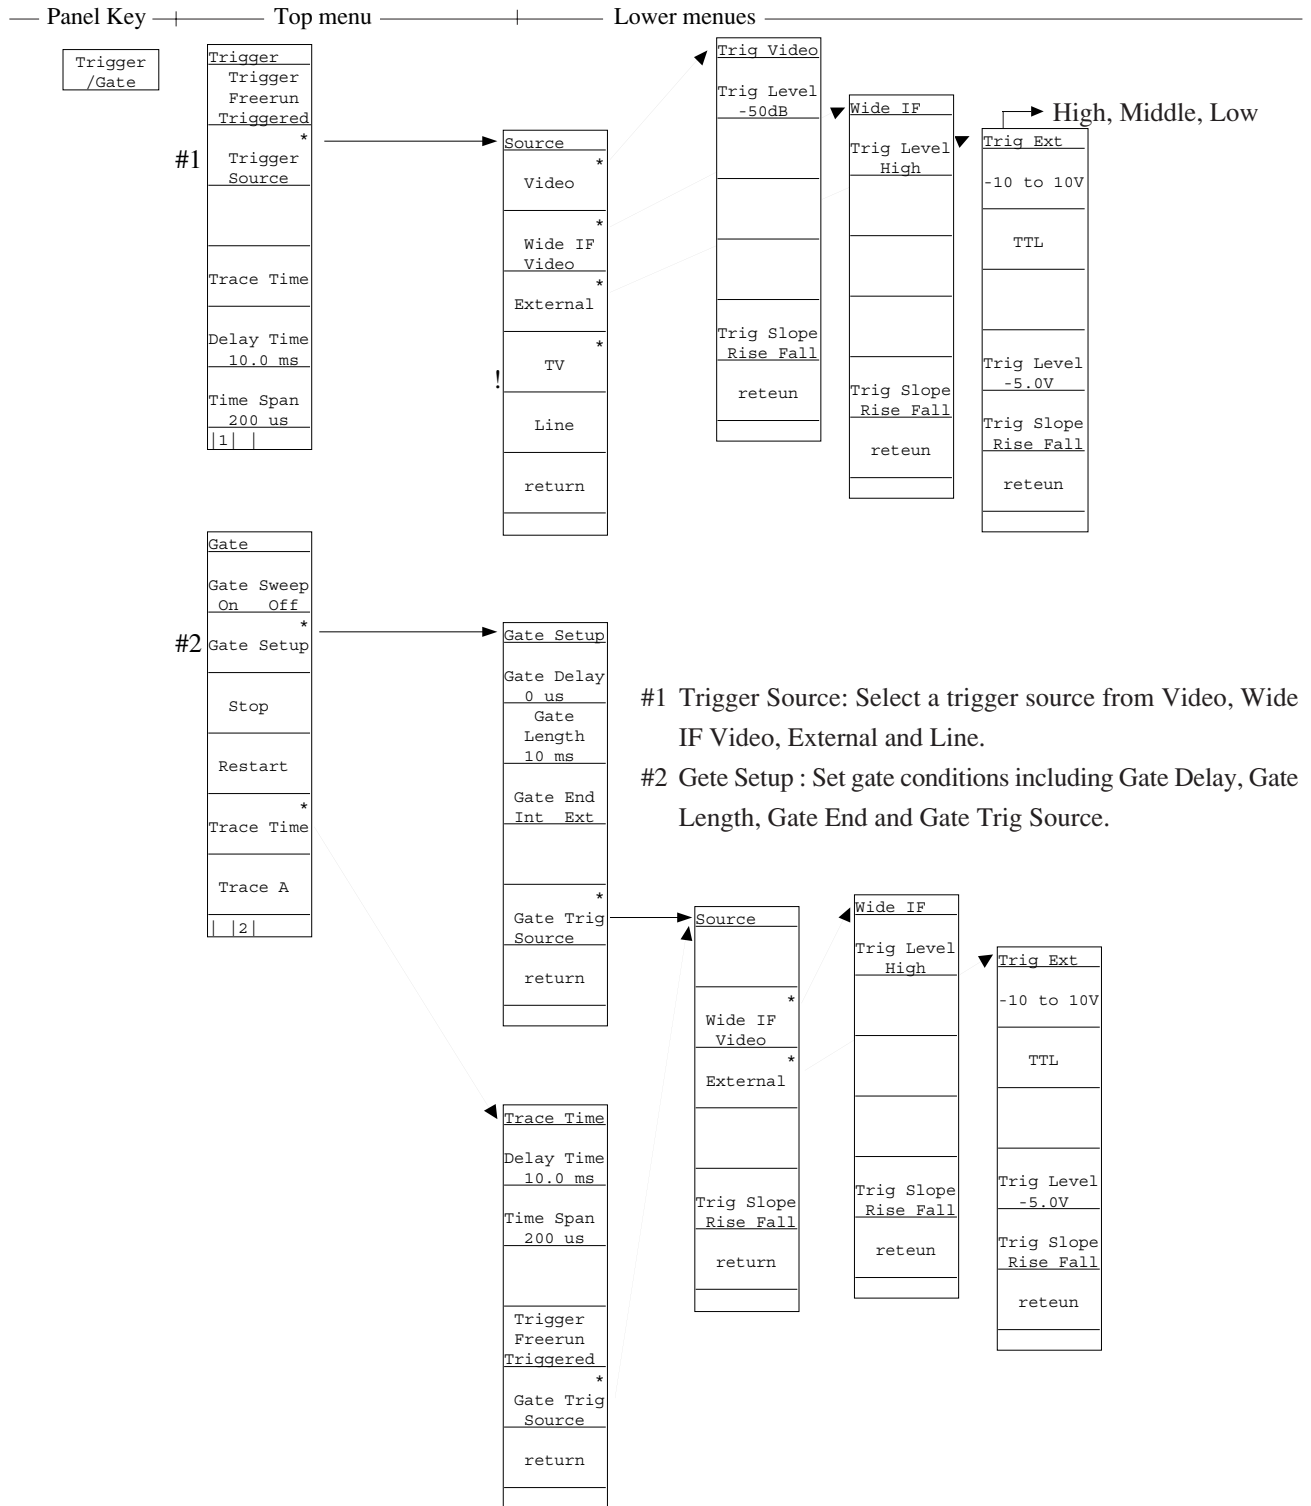 Panel Key
Top menu
Lower menues
Trigger
/Gate
Trigger
Trigger
Freerun
Triggered
*
#1
Trigger
Source
Trace Time
Delay Time
10.0 ms
Time Span
200 us
|1| |
Source
*
Video
*
Wide IF
Video
*
External
*
TV
!
Line
return
Trig Video
Trig Level
-50dB
Trig Slope
Rise Fall
reteun
Wide IF
Trig Level
High
Trig Slope
Rise Fall
reteun
High, Middle, Low
Trig Ext
-10 to 10V
TTL
Trig Level
-5.0V
Trig Slope
Rise Fall
reteun
Gate
Gate Sweep
On Off
*
#2
Gate Setup
Stop
Restart
*
Trace Time
Trace A
| |2|
Gate Setup
Gate Delay
0 us
Gate
Length
10 ms
Gate End
Int Ext
*
Gate Trig
Source
return
#1 Trigger Source: Select a trigger source from Video, Wide
IF Video, External and Line.
#2 Gete Setup : Set gate conditions including Gate Delay, Gate
Length, Gate End and Gate Trig Source.
Source
*
Wide IF
Video
*
External
Trig Slope
Rise Fall
return
Wide IF
Trig Level
High
Trig Slope
Rise Fall
reteun
Trig Ext
-10 to 10V
TTL
Trig Level
-5.0V
Trig Slope
Rise Fall
reteun
Trace Time
Delay Time
10.0 ms
Time Span
200 us
Trigger
Freerun
Triggered
*
Gate Trig
Source
return